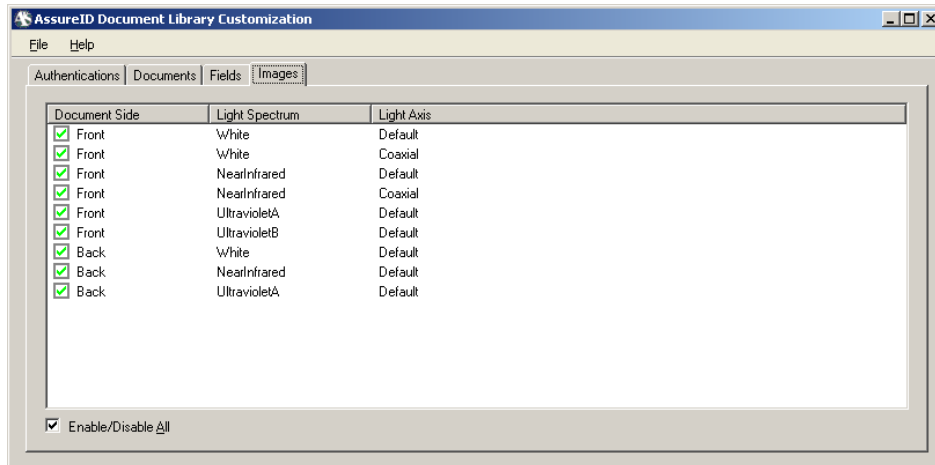 AssureID Document Library Customization
File Help
Authentications Documents Fields Images
Document Side Light Spectrum Light Axis
Front White Default
Front White Coaxial
Front NearInfrared Default
Front NearInfrared Coaxial
Front UltravioletA Default
Front UltravioletB Default
Back White Default
Back NearInfrared Default
Back UltravioletA Default
Enable/Disable All